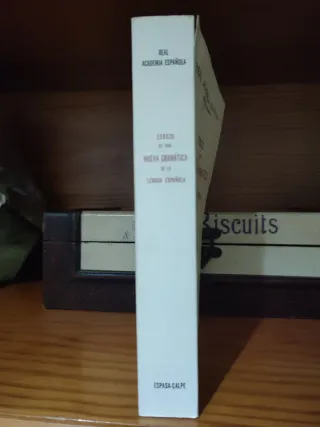 REAL
ACADEMIA ESPAÑOLA
ESBOZO
DE UNA
NUEVA GRAMÁTICA
DE LA
LENGUA ESPAÑOLA
ESPASA-CALPE
& Biscuits